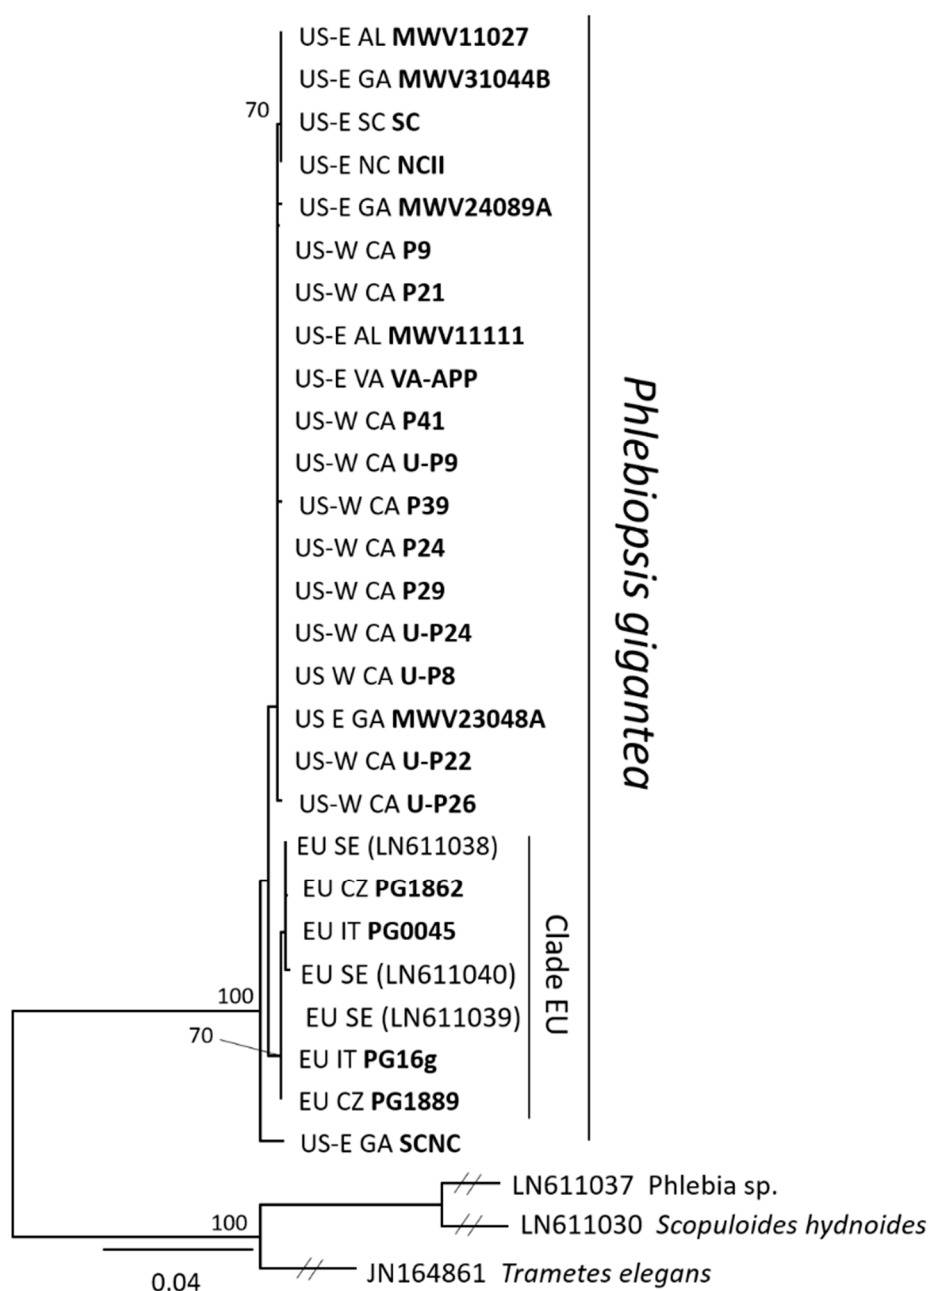 US-E AL MWV11027
US-E GA MWV31044B
70
US-E SC SC
US-E NC NCII
US-E GA MWV24089A
US-W CA P9
US-W CA P21
US-E AL MWV11111
US-E VA VA-APP
US-W CA P41
US-W CA U-P9
US-W CA P39
US-W CA P24
US-W CA P29
US-W CA U-P24
US W CA U-P8
US E GA MWV23048A
US-W CA U-P22
US-W CA U-P26
Phlebiopsis gigantea
EU SE (LN611038)
EU CZ PG1862
EU IT PG0045
EU SE (LN611040)
EU SE (LN611039)
EU IT PG16g
EU CZ PG1889
Clade EU
100
70
US-E GA SCNC
LN611037 Phlebia sp.
LN611030 Scopuloides hydnoides
100
JN164861 Trametes elegans
0.04